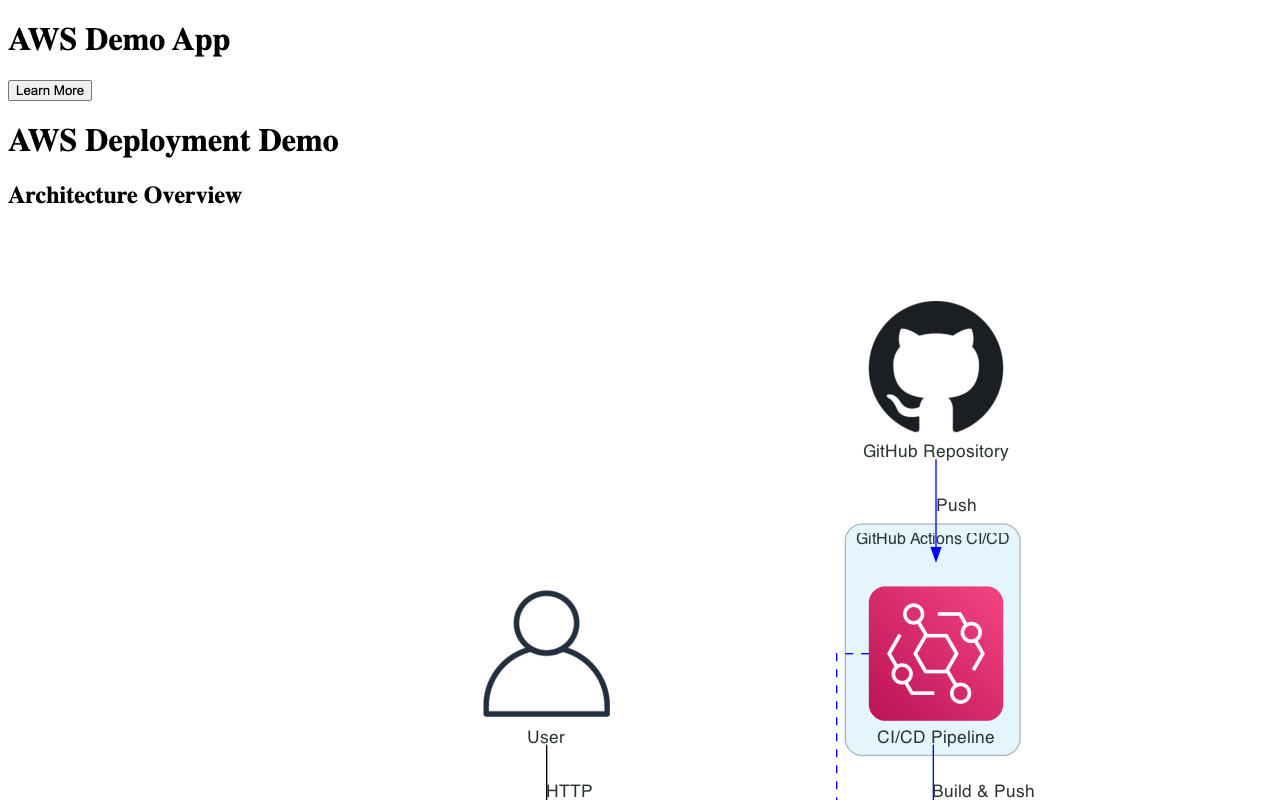 AWS Demo App
Learn More
AWS Deployment Demo
Architecture Overview
GitHub Repository
Push
GitHub Actions CI/CD
User
CI/CD Pipeline
HTTP
Build & Push